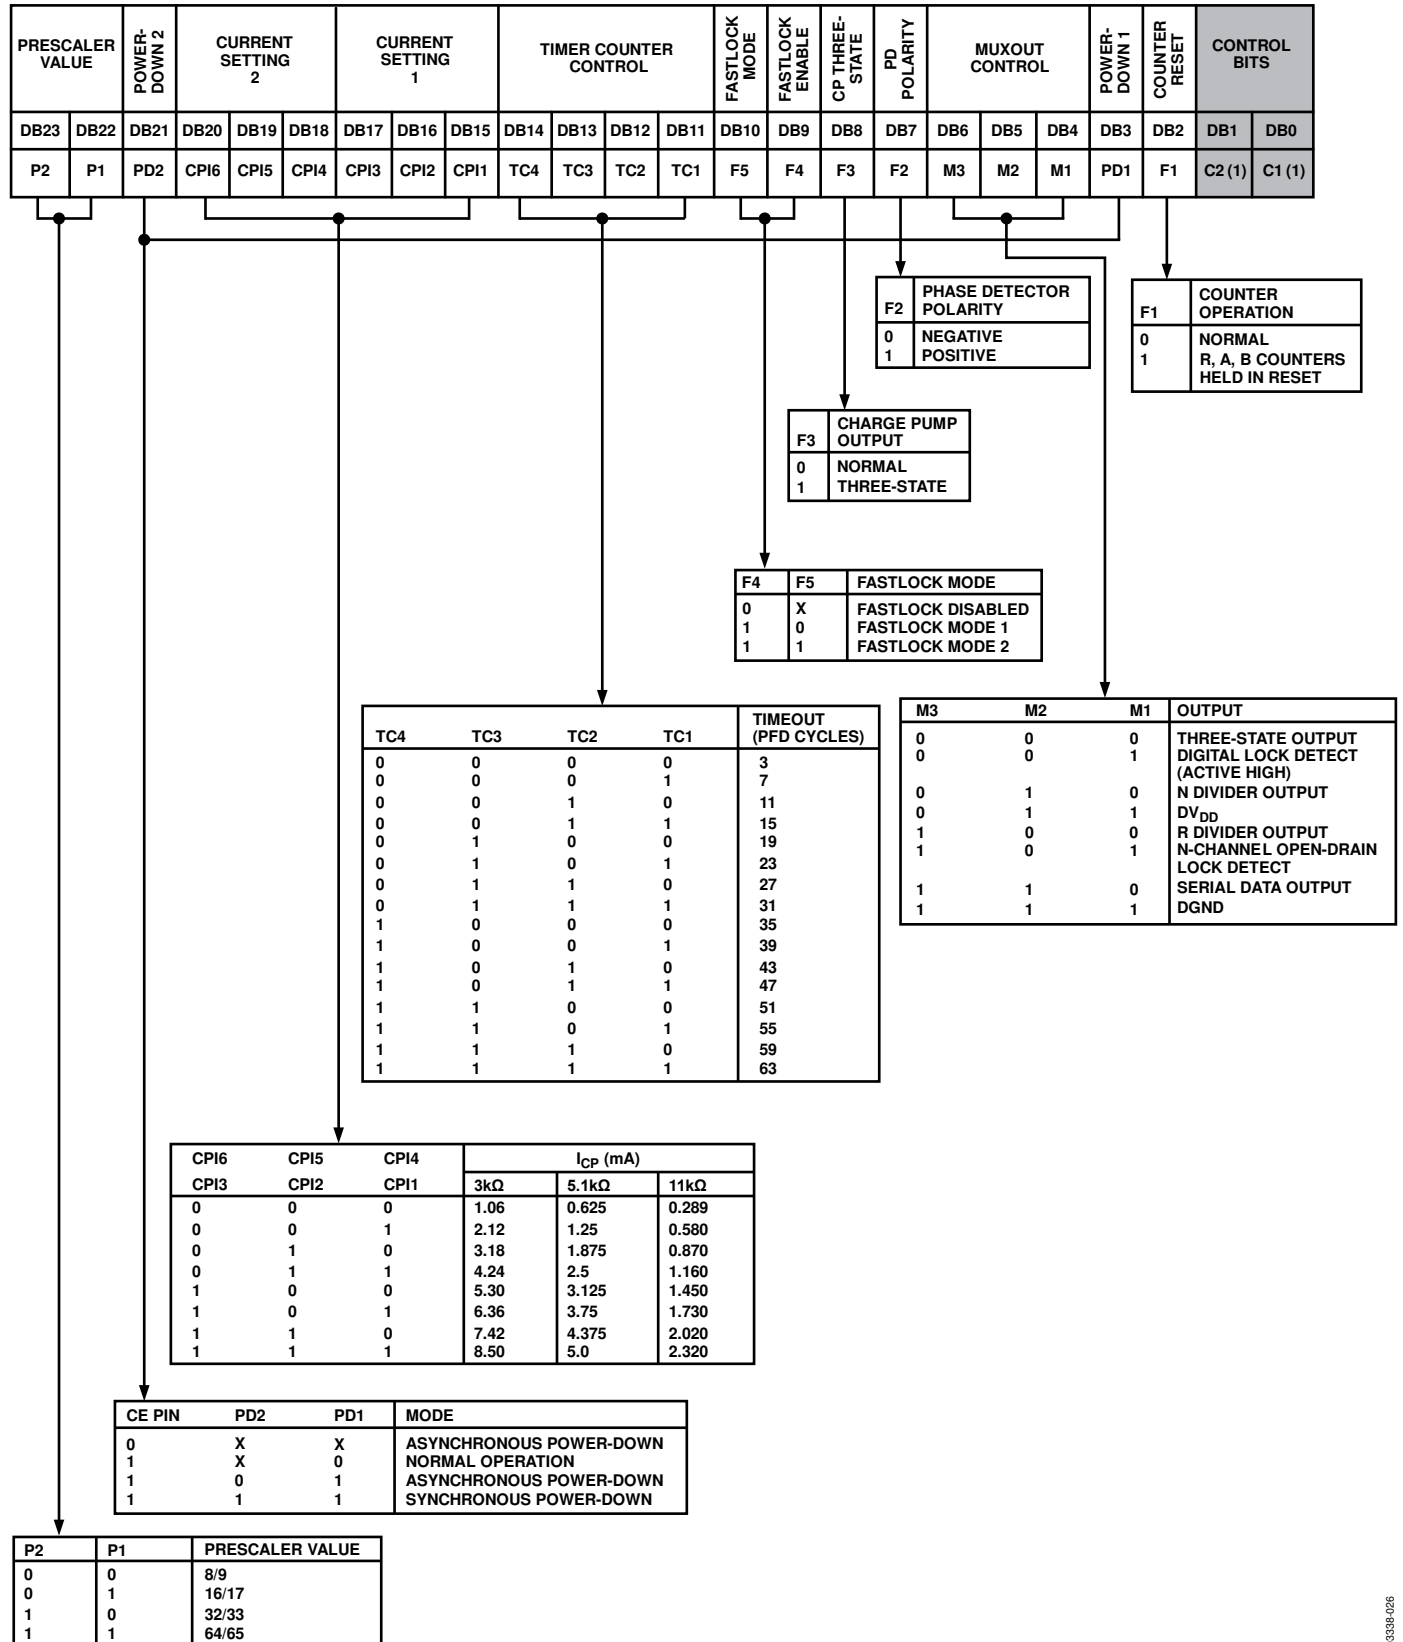 PRESCALER VALUE POWER-DOWN 2 CURRENT SETTING 2 CURRENT SETTING 1 TIMER COUNTER CONTROL FASTLOCK MODE FASTLOCK ENABLE CP THREE-STATE PD POLARITY MUXOUT CONTROL POWER-DOWN 1 COUNTER RESET CONTROL BITS
DB23 DB22 DB21 DB20 DB19 DB18 DB17 DB16 DB15 DB14 DB13 DB12 DB11 DB10 DB9 DB8 DB7 DB6 DB5 DB4 DB3 DB2 DB1 DB0
P2 P1 PD2 CPI6 CPI5 CPI4 CPI3 CPI2 CPI1 TC4 TC3 TC2 TC1 F5 F4 F3 F2 M3 M2 M1 PD1 F1 C2 (1) C1 (1)
F2 PHASE DETECTOR POLARITY
0 NEGATIVE
1 POSITIVE
F1 COUNTER OPERATION
0 NORMAL
1 R, A, B COUNTERS HELD IN RESET
F3 CHARGE PUMP OUTPUT
0 NORMAL
1 THREE-STATE
F4 F5 FASTLOCK MODE
0 X FASTLOCK DISABLED
1 0 FASTLOCK MODE 1
1 1 FASTLOCK MODE 2
TC4 TC3 TC2 TC1 TIMEOUT (PFD CYCLES)
0 0 0 0 3
0 0 0 1 7
0 0 1 0 11
0 0 1 1 15
0 1 0 0 19
0 1 0 1 23
0 1 1 0 27
0 1 1 1 31
1 0 0 0 35
1 0 0 1 39
1 0 1 0 43
1 0 1 1 47
1 1 0 0 51
1 1 0 1 55
1 1 1 0 59
1 1 1 1 63
M3 M2 M1 OUTPUT
0 0 0 THREE-STATE OUTPUT
0 0 1 DIGITAL LOCK DETECT (ACTIVE HIGH)
0 1 0 N DIVIDER OUTPUT
0 1 1 DVDD
1 0 0 R DIVIDER OUTPUT
1 0 1 N-CHANNEL OPEN-DRAIN LOCK DETECT
1 1 0 SERIAL DATA OUTPUT
1 1 1 DGND
CPI6 CPI5 CPI4 ICP (mA)
CPI3 CPI2 CPI1 3kΩ 5.1kΩ 11kΩ
0 0 0 1.06 0.625 0.289
0 0 1 2.12 1.25 0.580
0 1 0 3.18 1.875 0.870
0 1 1 4.24 2.5 1.160
1 0 0 5.30 3.125 1.450
1 0 1 6.36 3.75 1.730
1 1 0 7.42 4.375 2.020
1 1 1 8.50 5.0 2.320
CE PIN PD2 PD1 MODE
0 X X ASYNCHRONOUS POWER-DOWN
1 X 0 NORMAL OPERATION
1 0 1 ASYNCHRONOUS POWER-DOWN
1 1 1 SYNCHRONOUS POWER-DOWN
P2 P1 PRESCALER VALUE
0 0 8/9
0 1 16/17
1 0 32/33
1 1 64/65
3338-026